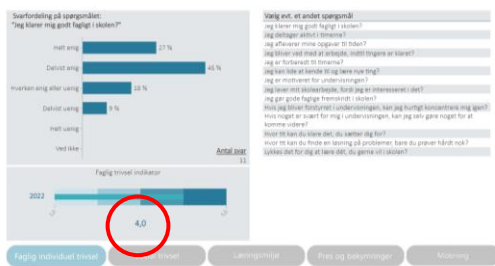 Svarfordeling på spørgsmålet:
"Jeg klarer mig godt fagligt i skolen?"
Helt enig
27 %
Delvist enig
45 %
Hverken enig eller uenig
18 %
Delvist uenig
9 %
Helt uenig
Ved ikke
Antal svar
11
Faglig trivsel indikator
2022
4,0
Vælg evt. et andet spørgsmål
Jeg klarer mig godt fagligt i skolen?
Jeg deltager aktivt i timerne?
Jeg afleverer mine opgaver til tiden?
Jeg bliver ved med at arbejde, indtil tingene er klaret?
Jeg er forberedt til timerne?
Jeg kan lide at kende til og lære nye ting?
Jeg er motiveret for undervisningen?
Jeg laver mit skolearbejde, fordi jeg er interesseret i det?
Jeg gør gode faglige fremskridt i skolen?
Hvis jeg bliver forstyrret i undervisningen, kan jeg hurtigt koncentrere mig igen?
Hvis noget er svært for mig i undervisningen, kan jeg selv gøre noget for at
komme videre?
Hvor tit kan du klare det, du sætter dig for?
Hvor tit kan du finde en løsning på problemer, bare du prøver hårdt nok?
Lykkes det for dig at lære det, du gerne vil i skolen?
Faglig individuel trivsel
trivsel
Læringsmiljø
Pres og bekymringer
Mobning